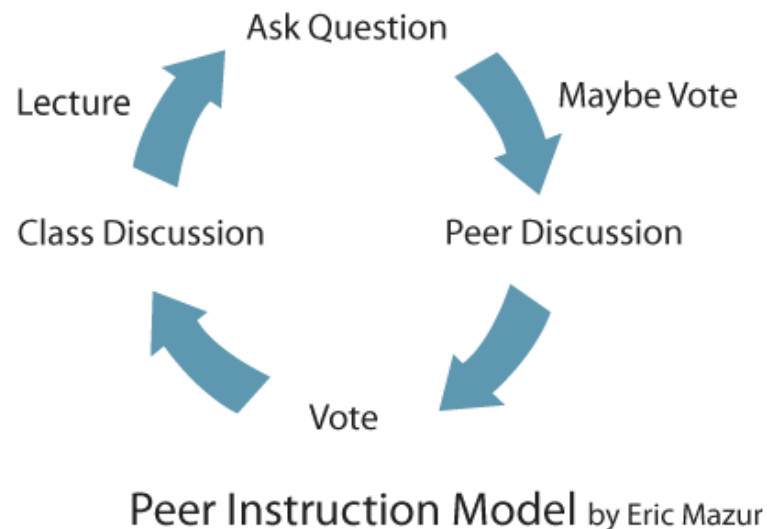 Ask Question
Lecture
Maybe Vote
Class Discussion
Peer Discussion
Vote
Peer Instruction Model by Eric Mazur